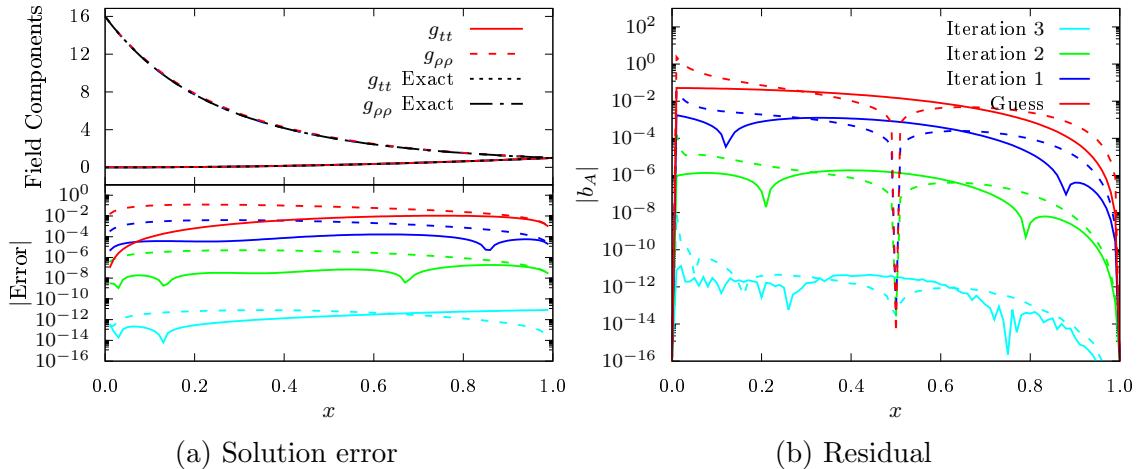 Field Components
16
12
8
4
0
g_tt
g_ρρ
g_tt Exact
g_ρρ Exact
|Error|
10^0
10^−2
10^−4
10^−6
10^−8
10^−10
10^−12
10^−14
10^−16
0.0 0.2 0.4 0.6 0.8 1.0
x
(a) Solution error
|b_A|
10^2
10^0
10^−2
10^−4
10^−6
10^−8
10^−10
10^−12
10^−14
10^−16
Iteration 3
Iteration 2
Iteration 1
Guess
0.0 0.2 0.4 0.6 0.8 1.0
x
(b) Residual